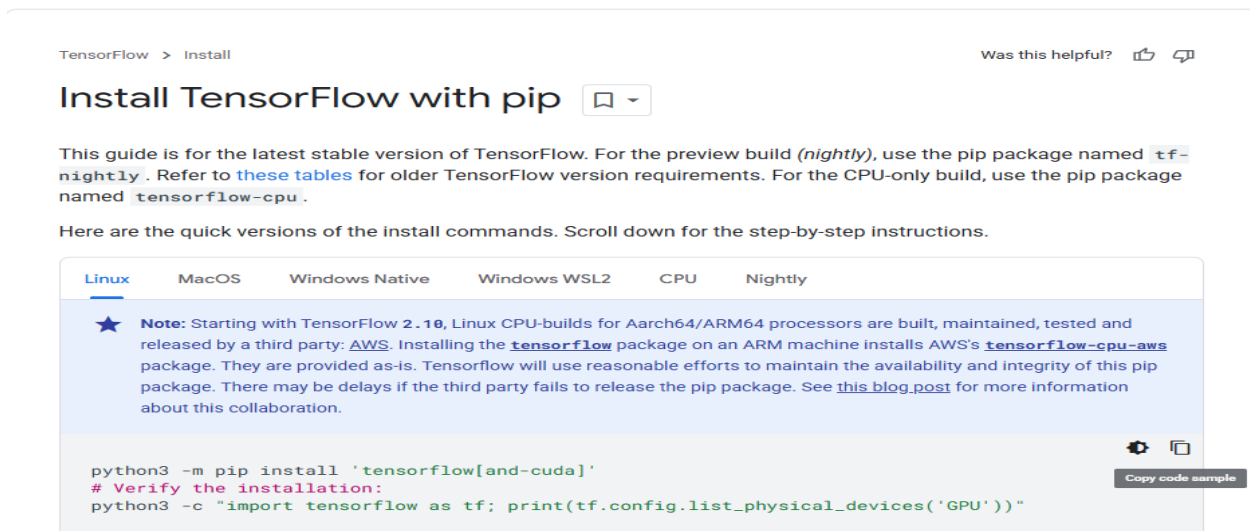 TensorFlow > Install
Was this helpful?
Install TensorFlow with pip
This guide is for the latest stable version of TensorFlow. For the preview build (nightly), use the pip package named tf-
nightly . Refer to these tables for older TensorFlow version requirements. For the CPU-only build, use the pip package
named tensorflow-cpu .
Here are the quick versions of the install commands. Scroll down for the step-by-step instructions.
Linux MacOS Windows Native Windows WSL2 CPU Nightly
Note: Starting with TensorFlow 2.10, Linux CPU-builds for Aarch64/ARM64 processors are built, maintained, tested and
released by a third party: AWS. Installing the tensorflow package on an ARM machine installs AWS's tensorflow-cpu-aws
package. They are provided as-is. Tensorflow will use reasonable efforts to maintain the availability and integrity of this pip
package. There may be delays if the third party fails to release the pip package. See this blog post for more information
about this collaboration.
python3 -m pip install 'tensorflow[and-cuda]'
Copy code sample
# Verify the installation:
python3 -c "import tensorflow as tf; print(tf.config.list_physical_devices('GPU'))"